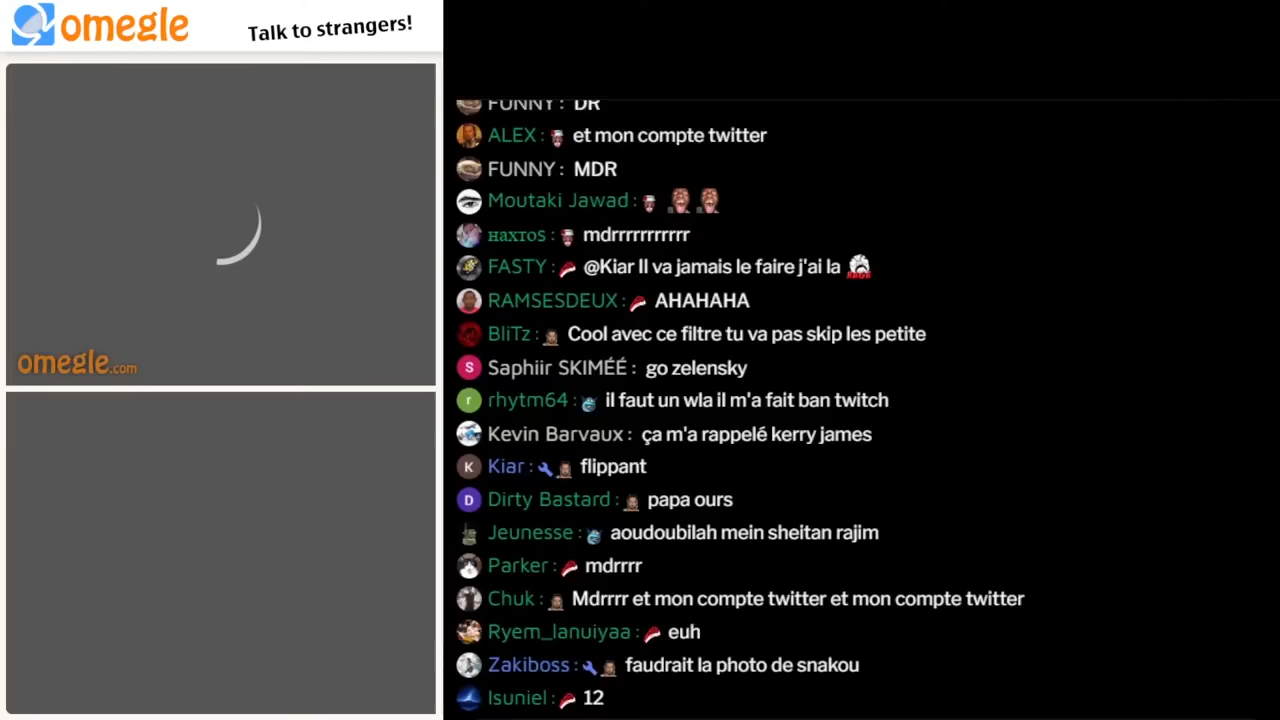 omegle
Talk to strangers!
omegle.com
FUNNY : DR
ALEX : et mon compte twitter
FUNNY : MDR
Moutaki Jawad :
нaxтoѕ : mdrrrrrrrrrr
FASTY : @Kiar Il va jamais le faire j'ai la RAGE
RAMSESDEUX : AHAHAHA
BliTz : Cool avec ce filtre tu va pas skip les petite
S Saphiir SKIMÉÉ : go zelensky
r rhytm64 : il faut un wla il m'a fait ban twitch
Kevin Barvaux : ça m'a rappelé kerry james
K Kiar : flippant
D Dirty Bastard : papa ours
Jeunesse : aoudoubilah mein sheitan rajim
Parker : mdrrrr
Chuk : Mdrrrr et mon compte twitter et mon compte twitter
Ryem_lanuiyaa : euh
Zakiboss : faudrait la photo de snakou
Isuniel : 12